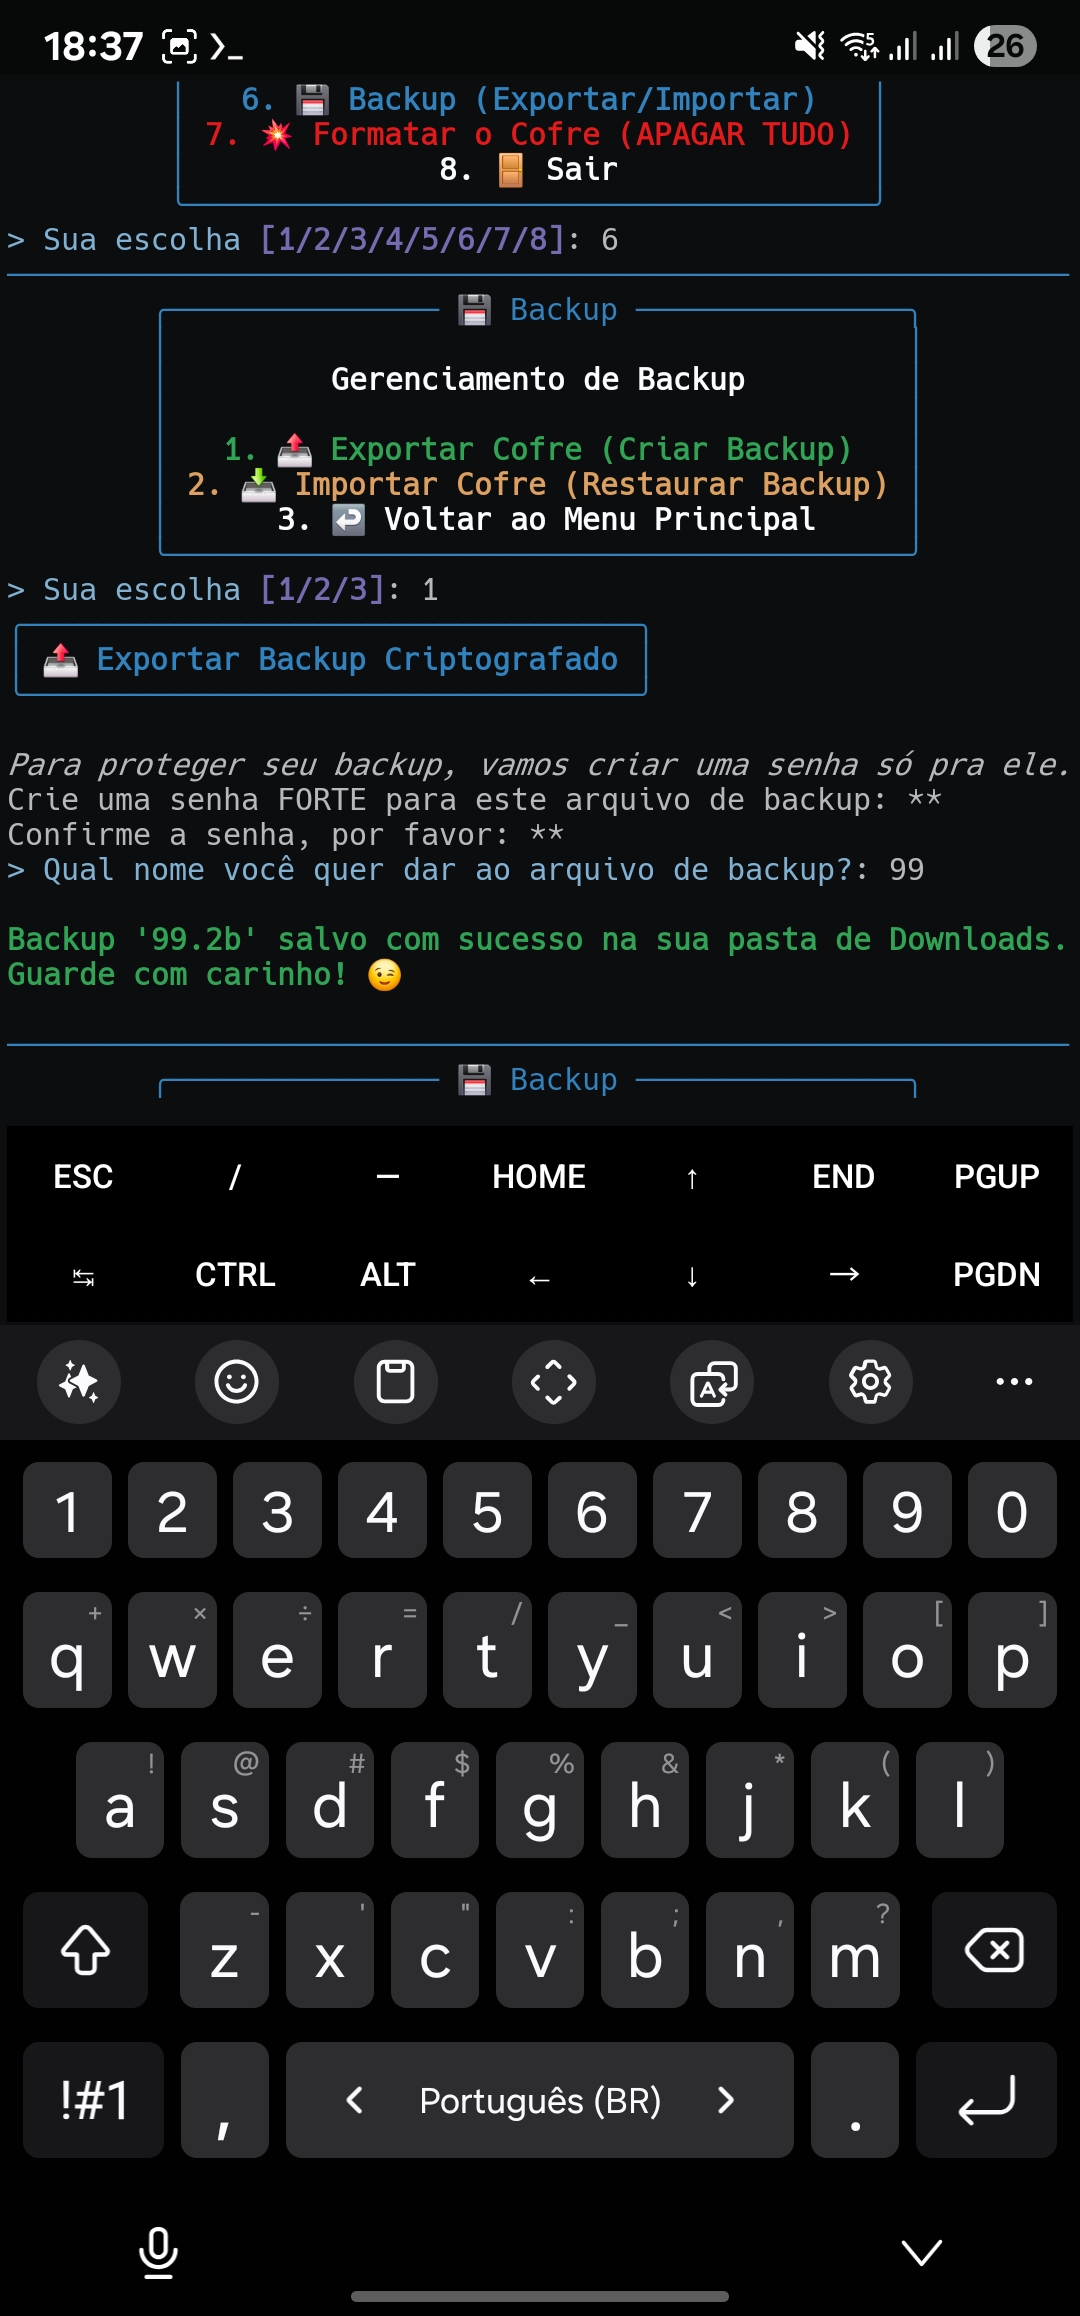 18:37 5 26
6. 💾 Backup (Exportar/Importar)
7. 💥 Formatar o Cofre (APAGAR TUDO)
8. 🚪 Sair
> Sua escolha [1/2/3/4/5/6/7/8]: 6
💾 Backup
Gerenciamento de Backup
1. 📤 Exportar Cofre (Criar Backup)
2. 📥 Importar Cofre (Restaurar Backup)
3. ↩️ Voltar ao Menu Principal
> Sua escolha [1/2/3]: 1
📤 Exportar Backup Criptografado
Para proteger seu backup, vamos criar uma senha só pra ele.
Crie uma senha FORTE para este arquivo de backup: **
Confirme a senha, por favor: **
> Qual nome você quer dar ao arquivo de backup?: 99
Backup '99.2b' salvo com sucesso na sua pasta de Downloads.
Guarde com carinho! 😉
💾 Backup
ESC / — HOME ↑ END PGUP
↹ CTRL ALT ← ↓ → PGDN
A
1 2 3 4 5 6 7 8 9 0
+ × ÷ = / _ < > [ ]
q w e r t y u i o p
! @ # $ % & * ( )
a s d f g h j k l
- ' " : ; , ?
z x c v b n m
!#1 , < Português (BR) > .